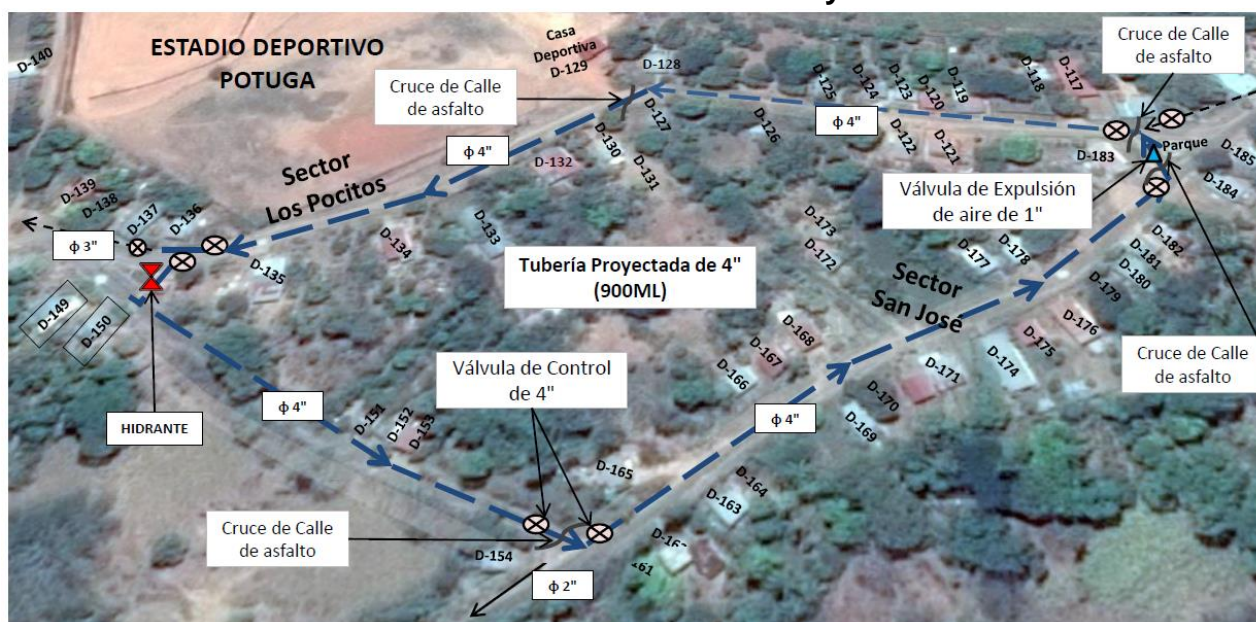 ESTADIO DEPORTIVO
POTUGA
D-140
Casa
Deportiva
D-129
D-128
Cruce de Calle
de asfalto
Cruce de Calle
de asfalto
D-125
D-124
D-123
D-120
D-119
D-118
D-117
D-127
D-126
ϕ 4"
D-122
D-121
D-183
Parque
D-185
D-184
ϕ 4"
D-130
D-131
D-132
Sector
Los Pocitos
Válvula de Expulsión
de aire de 1"
D-139
D-138
D-137
D-136
ϕ 3"
D-135
D-134
D-133
D-173
D-172
D-177
D-178
D-182
D-181
D-180
D-179
Tubería Proyectada de 4"
(900ML)
Sector
San José
D-149
D-150
D-168
D-167
D-166
D-176
D-175
D-174
D-171
D-170
D-169
Cruce de Calle
de asfalto
Válvula de Control
de 4"
HIDRANTE
ϕ 4"
D-151
D-152
D-153
ϕ 4"
D-165
D-164
D-163
Cruce de Calle
de asfalto
D-154
161
ϕ 2"